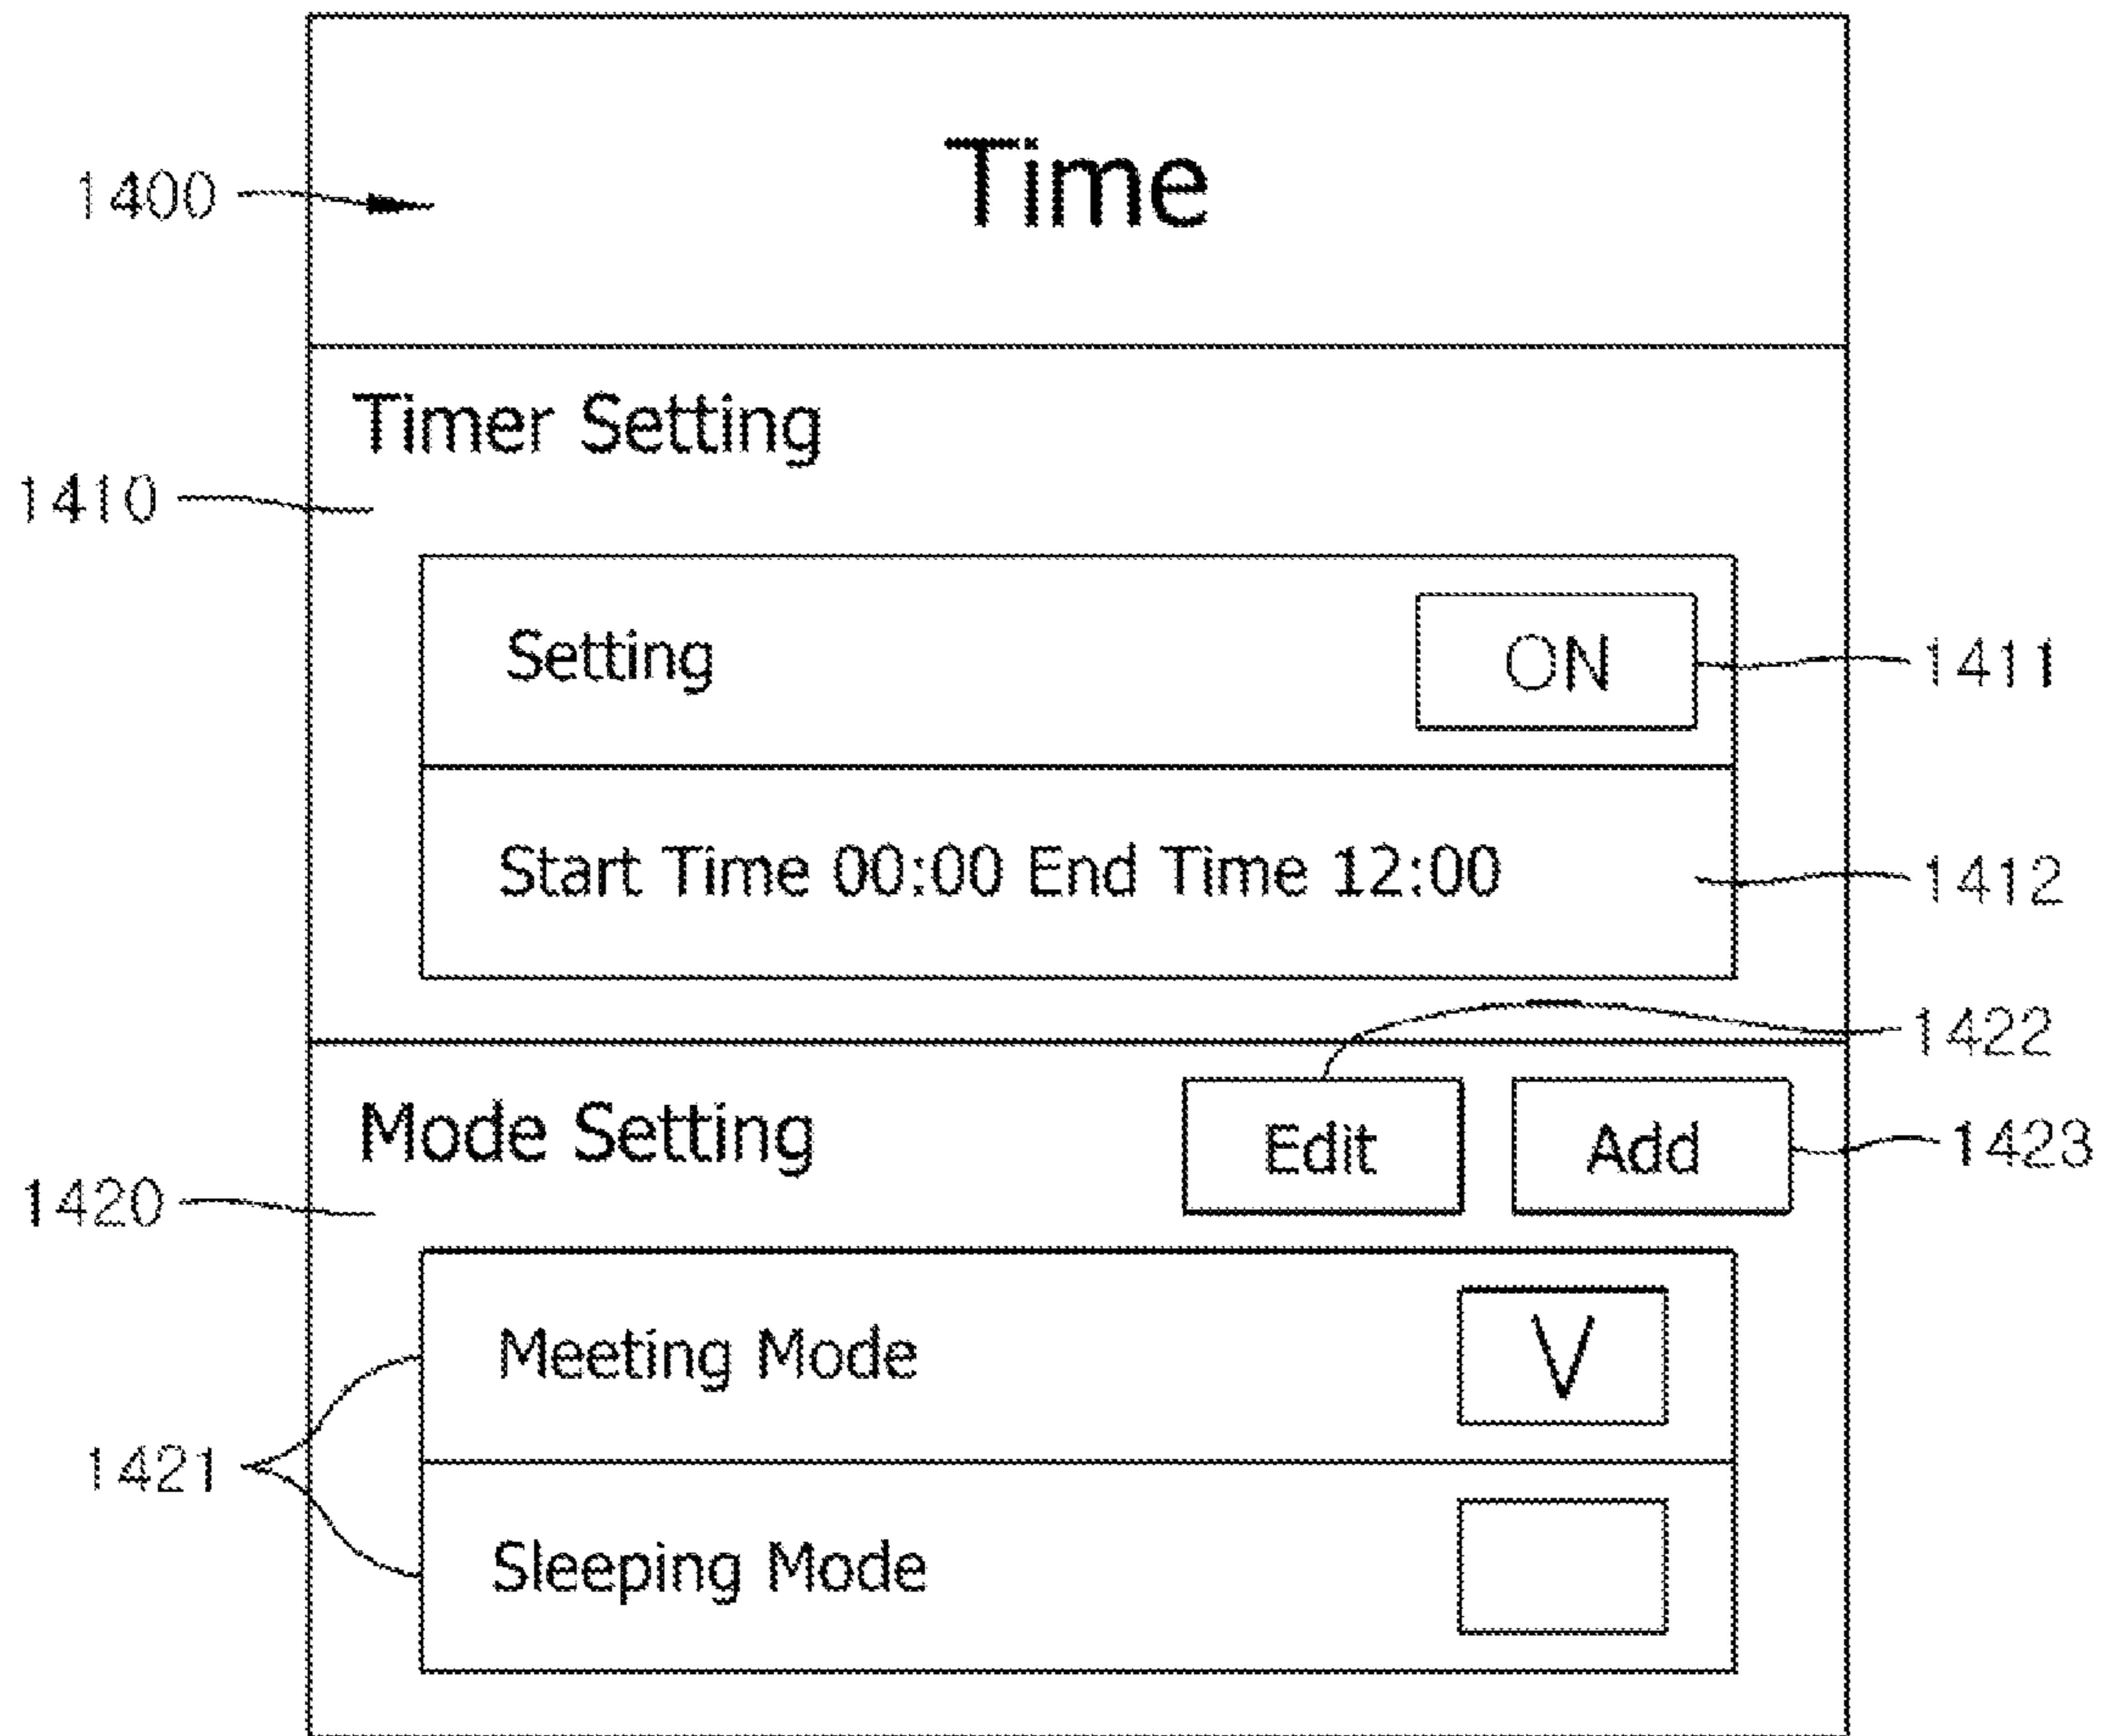 Time
1400
Timer Setting
1410
Setting ON 1411
Start Time 00:00 End Time 12:00 1412
1422
Mode Setting Edit Add 1423
1420
Meeting Mode V
1421
Sleeping Mode